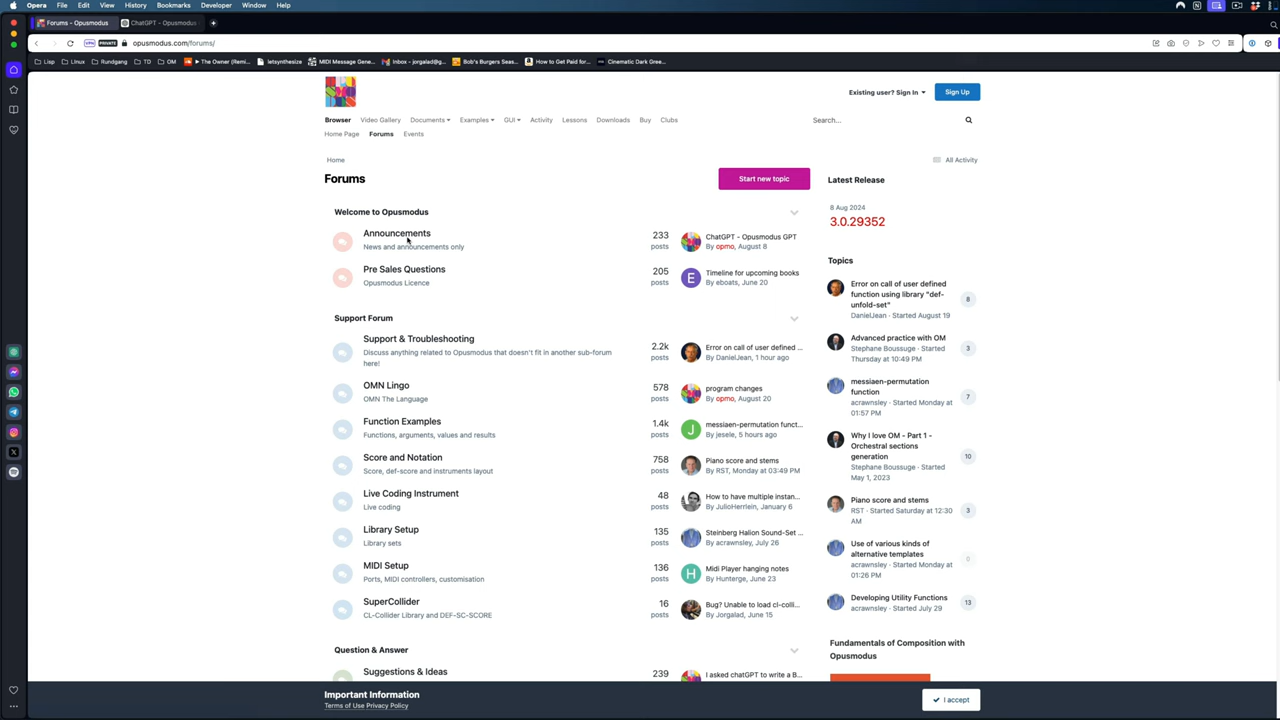 Opera File Edit View History Bookmarks Developer Window Help
Forums - Opusmodus ChatGPT - Opusmodus
VPN PRIVATE opusmodus.com/forums/
Lisp Linux Rundgang TD OM ► The Owner (Remi... letsynthesize MIDI Message Gene... Inbox – jorgalad@g... Bob's Burgers Seas... How to Get Paid for... Cinematic Dark Gree...
Existing user? Sign In Sign Up
Browser Video Gallery Documents Examples GUI Activity Lessons Downloads Buy Clubs
Search...
Home Page Forums Events
Home
All Activity
Forums
Start new topic
Welcome to Opusmodus
Announcements
News and announcements only
233
posts
ChatGPT - Opusmodus GPT
By opmo, August 8
Pre Sales Questions
Opusmodus Licence
205
posts
E
Timeline for upcoming books
By eboats, June 20
Support Forum
Support & Troubleshooting
Discuss anything related to Opusmodus that doesn't fit in another sub-forum
here!
2.2k
posts
Error on call of user defined ...
By DanielJean, 1 hour ago
OMN Lingo
OMN The Language
578
posts
program changes
By opmo, August 20
Function Examples
Functions, arguments, values and results
1.4k
posts
J
messiaen-permutation funct...
By jesele, 5 hours ago
Score and Notation
Score, def-score and instruments layout
758
posts
Piano score and stems
By RST, Monday at 03:49 PM
Live Coding Instrument
Live coding
48
posts
How to have multiple instan...
By JulioHerrlein, January 6
Library Setup
Library sets
135
posts
Steinberg Halion Sound-Set ...
By acrawnsley, July 26
MIDI Setup
Ports, MIDI controllers, customisation
136
posts
H
Midi Player hanging notes
By Hunterge, June 23
SuperCollider
CL-Collider Library and DEF-SC-SCORE
16
posts
Bug? Unable to load cl-colli...
By Jorgalad, June 15
Question & Answer
Suggestions & Ideas
239
I asked chatGPT to write a B...
Latest Release
8 Aug 2024
3.0.29352
Topics
Error on call of user defined
function using library "def-
unfold-set"
DanielJean · Started August 19
8
Advanced practice with OM
Stephane Boussuge · Started
Thursday at 10:49 PM
3
messiaen-permutation
function
acrawnsley · Started Monday at
01:57 PM
7
Why I love OM - Part 1 -
Orchestral sections
generation
Stephane Boussuge · Started
May 1, 2023
10
Piano score and stems
RST · Started Saturday at 12:30
AM
3
Use of various kinds of
alternative templates
acrawnsley · Started Monday at
01:26 PM
0
Developing Utility Functions
acrawnsley · Started July 29
13
Fundamentals of Composition with
Opusmodus
Important Information
Terms of Use Privacy Policy
I accept